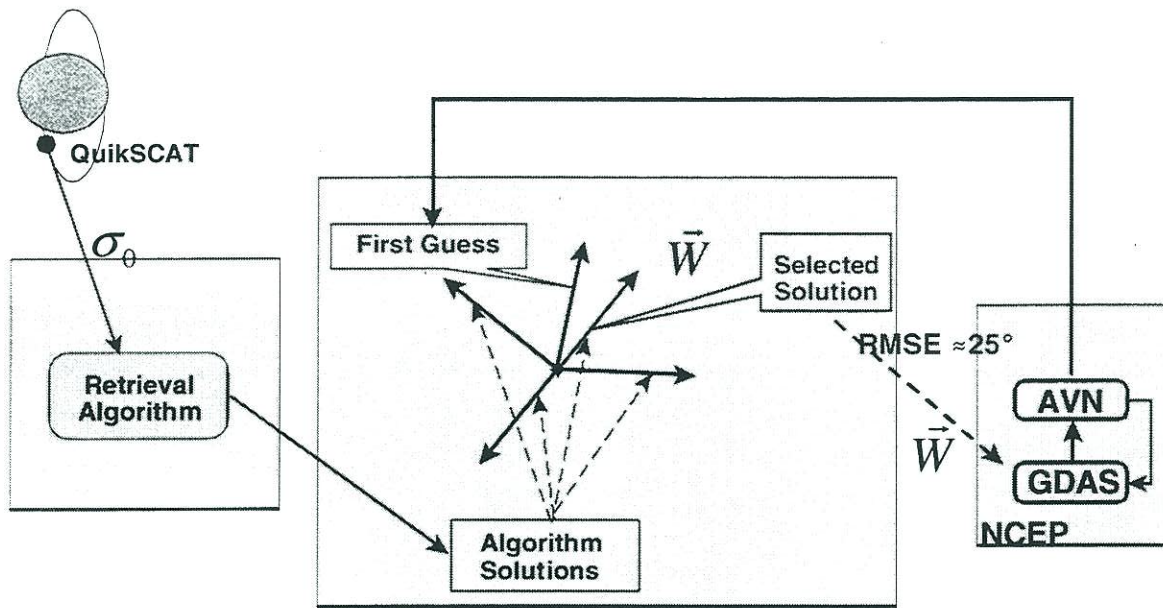 QuikSCAT
σ₀
Retrieval
Algorithm
First Guess
W⃗
Selected
Solution
Algorithm
Solutions
RMSE ≈25°
W⃗
AVN
GDAS
NCEP